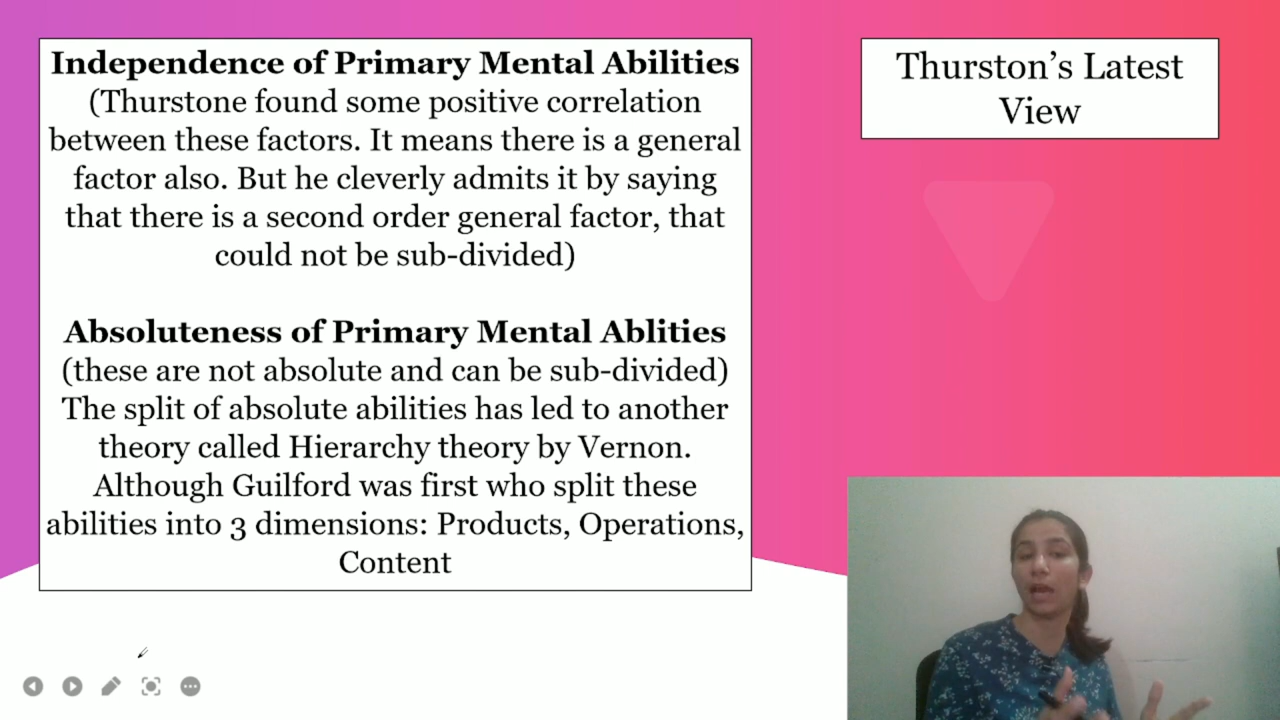 Independence of Primary Mental Abilities
(Thurstone found some positive correlation
between these factors. It means there is a general
factor also. But he cleverly admits it by saying
that there is a second order general factor, that
could not be sub-divided)
Absoluteness of Primary Mental Ablities
(these are not absolute and can be sub-divided)
The split of absolute abilities has led to another
theory called Hierarchy theory by Vernon.
Although Guilford was first who split these
abilities into 3 dimensions: Products, Operations,
Content
Thurston’s Latest
View